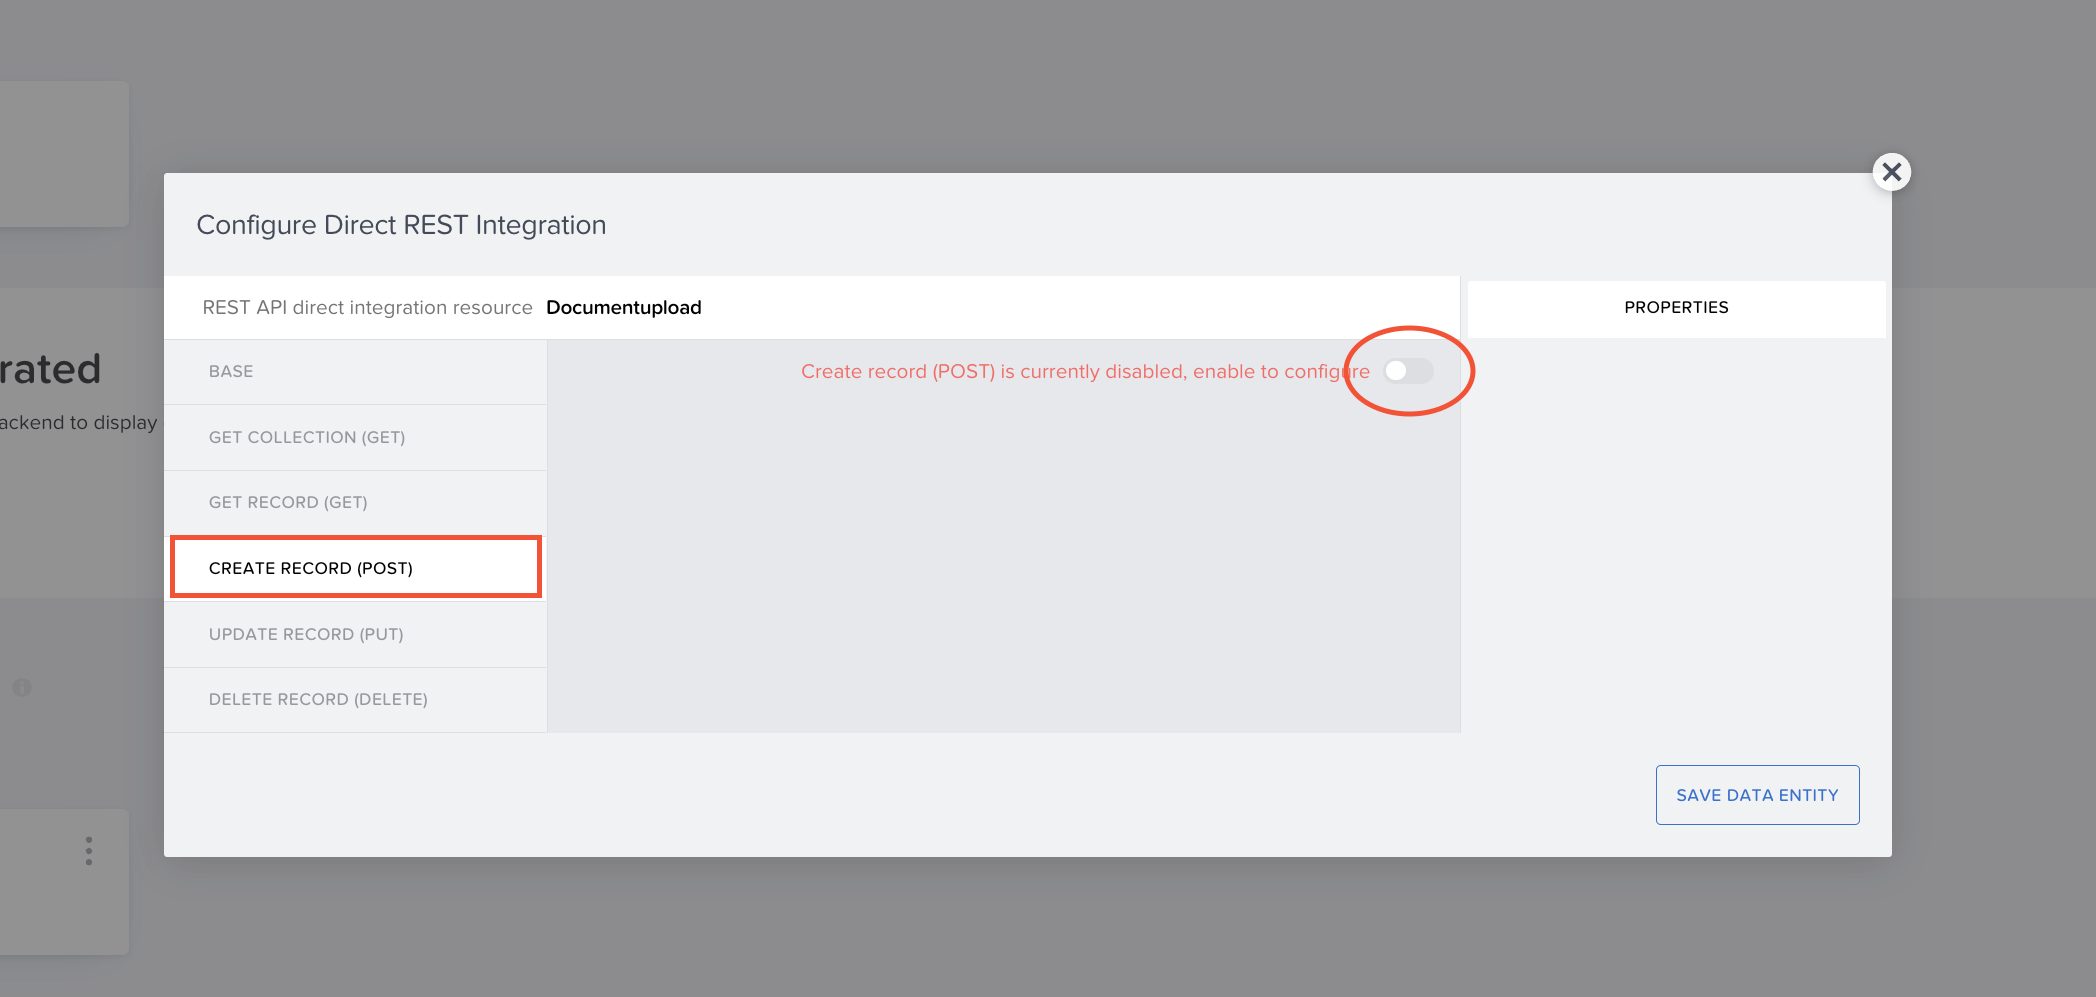 Configure Direct REST Integration
REST API direct integration resource Documentupload
PROPERTIES
BASE
Create record (POST) is currently disabled, enable to configure
GET COLLECTION (GET)
GET RECORD (GET)
CREATE RECORD (POST)
UPDATE RECORD (PUT)
DELETE RECORD (DELETE)
SAVE DATA ENTITY
rated
ackend to display